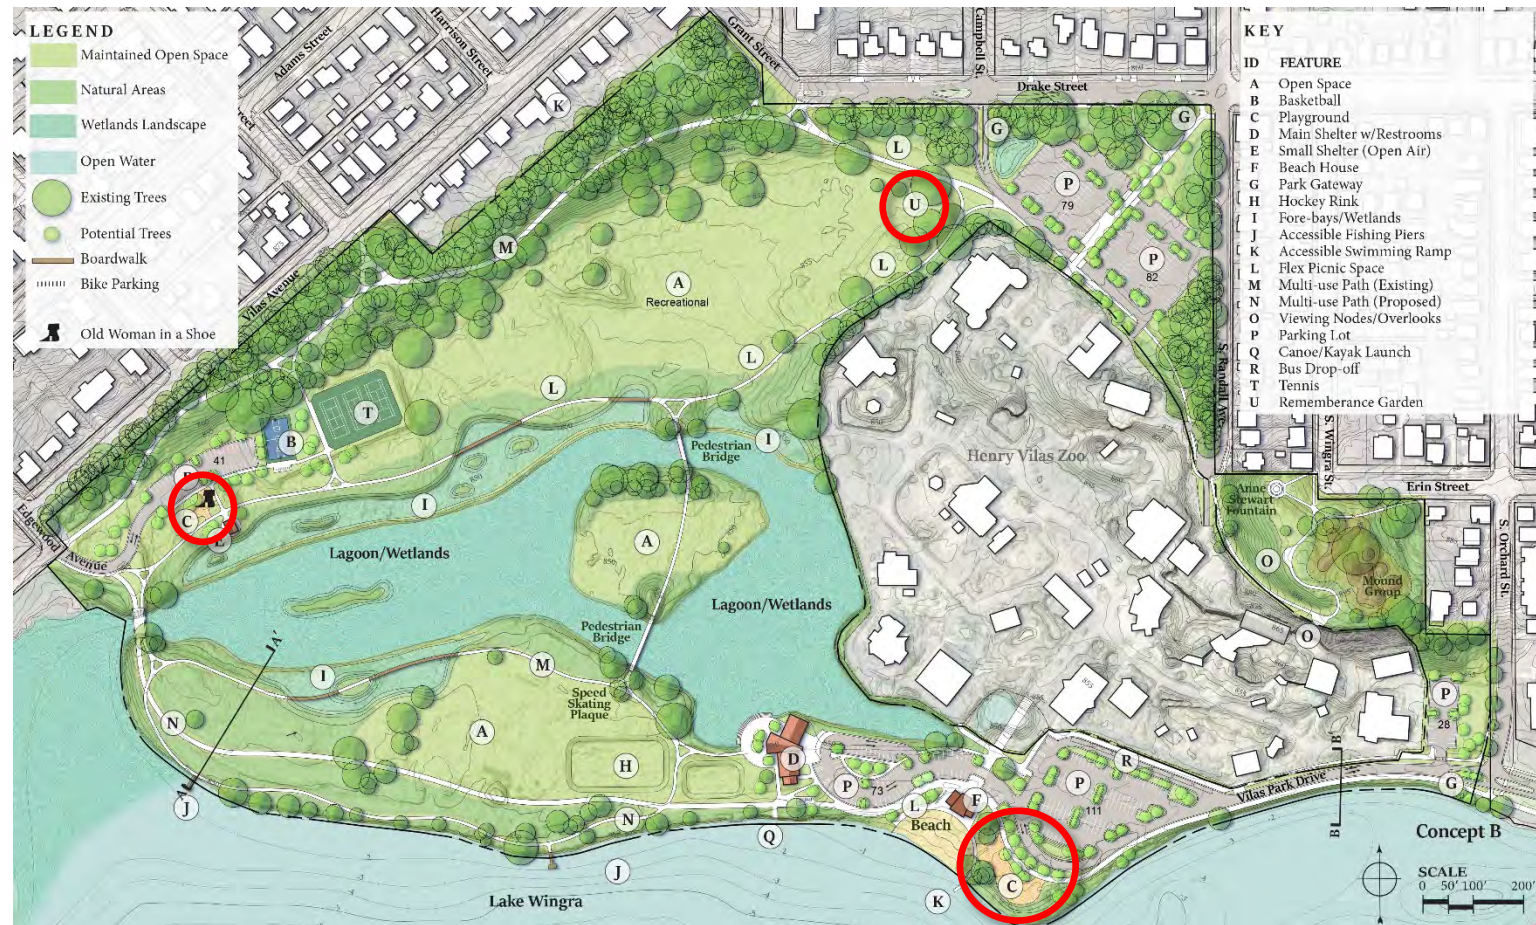 LEGEND
Maintained Open Space
Natural Areas
Wetlands Landscape
Open Water
Existing Trees
Potential Trees
Boardwalk
Bike Parking
Old Woman in a Shoe
KEY
ID FEATURE
A Open Space
B Basketball
C Playground
D Main Shelter w/Restrooms
E Small Shelter (Open Air)
F Beach House
G Park Gateway
H Hockey Rink
I Fore-bays/Wetlands
J Accessible Fishing Piers
K Accessible Swimming Ramp
L Flex Picnic Space
M Multi-use Path (Existing)
N Multi-use Path (Proposed)
O Viewing Nodes/Overlooks
P Parking Lot
Q Canoe/Kayak Launch
R Bus Drop-off
T Tennis
U Rememberance Garden
Adams Street
Harrison Street
Grant Street
Campbell St.
Drake Street
Vilas Avenue
Edgewood
Avenue
S. Randall Ave.
S. Wingra St.
Erin Street
S. Orchard St.
K
G
G
L
P
79
U
P
82
M
L
A
Recreational
L
L
T
B
41
C
E
I
I
Pedestrian
Bridge
Henry Vilas Zoo
Anne
Stewart
Fountain
O
Mound
Group
O
Lagoon/Wetlands
A
Lagoon/Wetlands
Pedestrian
Bridge
A'
I
M
Speed
Skating
Plaque
N
A
H
D
P
73
L
F
Beach
P
111
R
P
28
G
Vilas Park Drive
B'
B
A
J
N
Q
J
K
C
Lake Wingra
Concept B
SCALE
0 50' 100' 200'